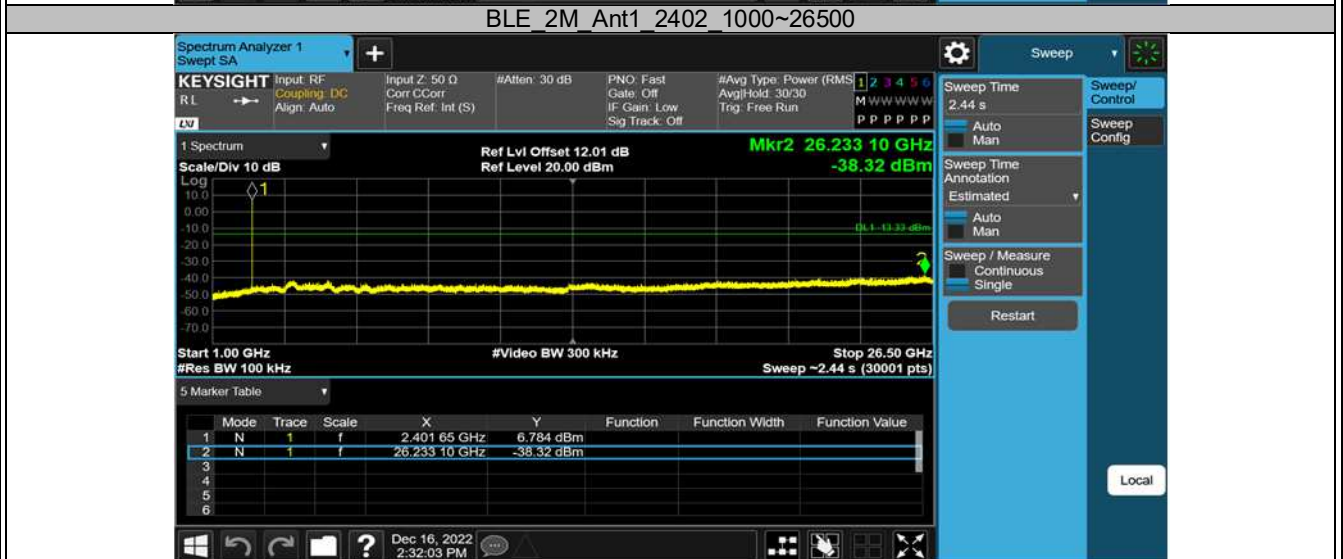 BLE_2M_Ant1_2402_1000~26500
Spectrum Analyzer 1
Swept SA
+
Sweep
KEYSIGHT
RL
LXI
Input: RF
Coupling: DC
Align: Auto
Input Z: 50 Ω
Corr CCorr
Freq Ref: Int (S)
#Atten: 30 dB
PNO: Fast
Gate: Off
IF Gain: Low
Sig Track: Off
#Avg Type: Power (RMS
Avg|Hold: 30/30
Trig: Free Run
1 2 3 4 5 6
M W W W W W
P P P P P P
1 Spectrum
Scale/Div 10 dB
Ref Lvl Offset 12.01 dB
Ref Level 20.00 dBm
Mkr2 26.233 10 GHz
-38.32 dBm
Log
10.0
0.00
-10.0
-20.0
-30.0
-40.0
-50.0
-60.0
-70.0
1
DL1 -13.33 dBm
2
Start 1.00 GHz
#Video BW 300 kHz
Stop 26.50 GHz
#Res BW 100 kHz
Sweep ~2.44 s (30001 pts)
5 Marker Table
Mode Trace Scale X Y Function Function Width Function Value
1 N 1 f 2.401 65 GHz 6.784 dBm
2 N 1 f 26.233 10 GHz -38.32 dBm
3
4
5
6
Sweep Time
2.44 s
Auto
Man
Sweep Time
Annotation
Estimated
Auto
Man
Sweep / Measure
Continuous
Single
Restart
Sweep/
Control
Sweep
Config
Local
?
Dec 16, 2022
2:32:03 PM